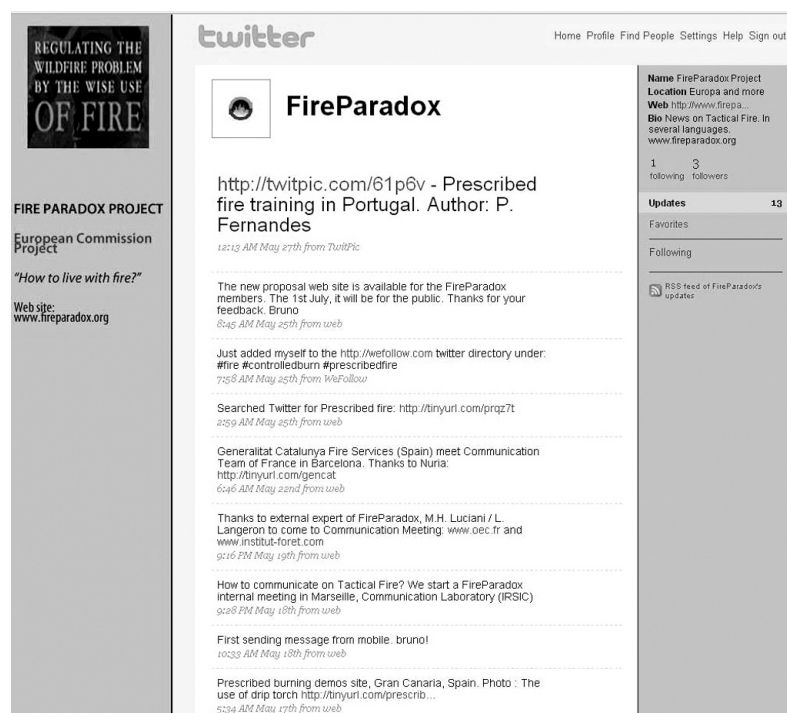 REGULATING THE
WILDFIRE PROBLEM
BY THE WISE USE
OF FIRE
FIRE PARADOX PROJECT
European Commission
Project
“How to live with fire?”
Web site:
www.fireparadox.org
twitter
Home Profile Find People Settings Help Sign out
FireParadox
http://twitpic.com/61p6v - Prescribed
fire training in Portugal. Author: P.
Fernandes
12:13 AM May 27th from TwitPic
The new proposal web site is available for the FireParadox
members. The 1st July, it will be for the public. Thanks for your
feedback. Bruno
8:45 AM May 25th from web
Just added myself to the http://wefollow.com twitter directory under:
#fire #controlledburn #prescribedfire
7:58 AM May 25th from WeFollow
Searched Twitter for Prescribed fire: http://tinyurl.com/prqz7t
2:59 AM May 25th from web
Generalitat Catalunya Fire Services (Spain) meet Communication
Team of France in Barcelona. Thanks to Nuria:
http://tinyurl.com/gencat
6:46 AM May 22nd from web
Thanks to external expert of FireParadox, M.H. Luciani / L.
Langeron to come to Communication Meeting: www.oec.fr and
www.institut-foret.com
9:16 PM May 19th from web
How to communicate on Tactical Fire? We start a FireParadox
internal meeting in Marseille, Communication Laboratory (IRSIC)
9:28 PM May 18th from web
First sending message from mobile. bruno!
10:33 AM May 18th from web
Prescribed burning demos site, Gran Canaria, Spain. Photo : The
use of drip torch http://tinyurl.com/prescrib...
5:34 AM May 17th from web
Name FireParadox Project
Location Europa and more
Web http://www.firepa...
Bio News on Tactical Fire. In
several languages.
www.fireparadox.org
1 3
following followers
Updates 13
Favorites
Following
RSS feed of FireParadox's
updates